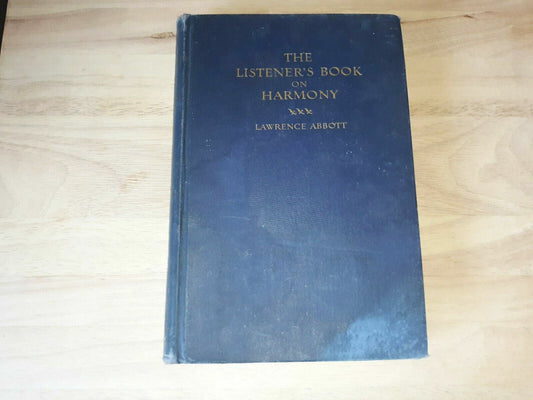 THE
LISTENER'S BOOK
ON
HARMONY
LAWRENCE ABBOTT